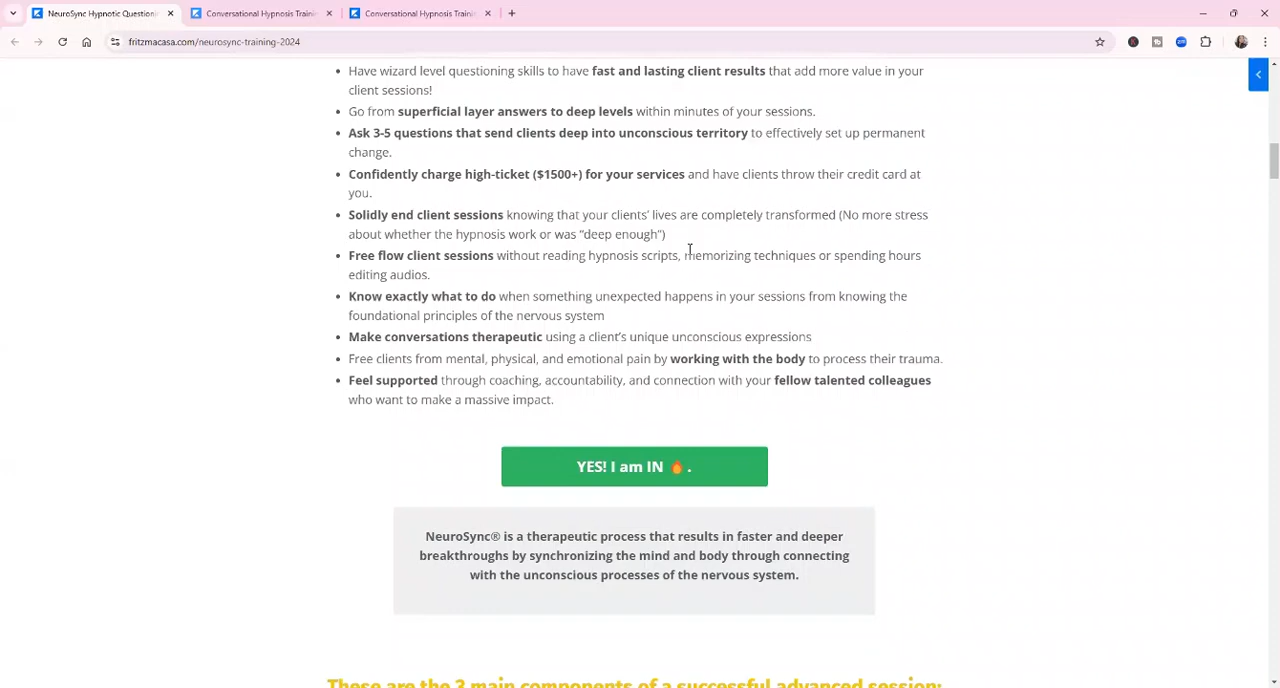 NeuroSync Hypnotic Questionin
Conversational Hypnosis Traini
Conversational Hypnosis Traini
fritzmacasa.com/neurosync-training-2024
• Have wizard level questioning skills to have fast and lasting client results that add more value in your
client sessions!
• Go from superficial layer answers to deep levels within minutes of your sessions.
• Ask 3-5 questions that send clients deep into unconscious territory to effectively set up permanent
change.
• Confidently charge high-ticket ($1500+) for your services and have clients throw their credit card at
you.
• Solidly end client sessions knowing that your clients’ lives are completely transformed (No more stress
about whether the hypnosis work or was “deep enough”)
• Free flow client sessions without reading hypnosis scripts, memorizing techniques or spending hours
editing audios.
• Know exactly what to do when something unexpected happens in your sessions from knowing the
foundational principles of the nervous system
• Make conversations therapeutic using a client’s unique unconscious expressions
• Free clients from mental, physical, and emotional pain by working with the body to process their trauma.
• Feel supported through coaching, accountability, and connection with your fellow talented colleagues
who want to make a massive impact.
YES! I am IN 🔥 .
NeuroSync® is a therapeutic process that results in faster and deeper
breakthroughs by synchronizing the mind and body through connecting
with the unconscious processes of the nervous system.
These are the 3 main components of a successful advanced session: